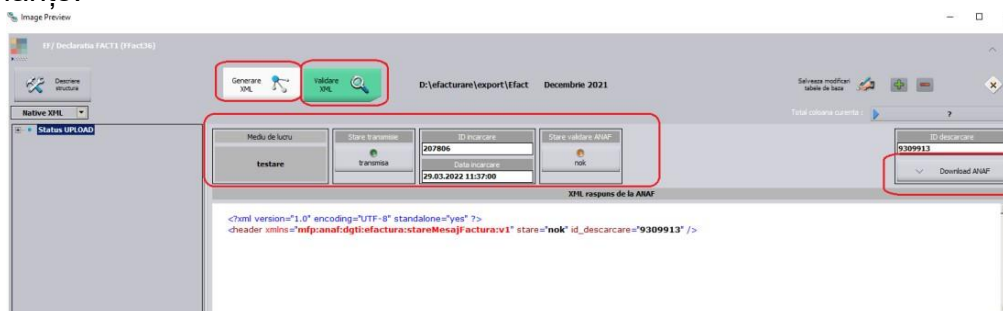 Image Preview
EF/ Declaratia FACT1 (FFact36)
Descriere structura
Generare XML
Validare XML
D:\efacturare\export\Efact Decembrie 2021
Salveaza modificari tabele de baza
Native XML
Total coloana curenta :
?
Status UPLOAD
Mediu de lucru
testare
Stare transmisie
transmisa
ID incarcare
207806
Data incarcare
29.03.2022 11:37:00
Stare validare ANAF
nok
ID descarcare
9309913
Download ANAF
XML raspuns de la ANAF
<?xml version="1.0" encoding="UTF-8" standalone="yes" ?>
<header xmlns="mfp:anaf:dgti:efactura:stareMesajFactura:v1" stare="nok" id_descarcare="9309913" />